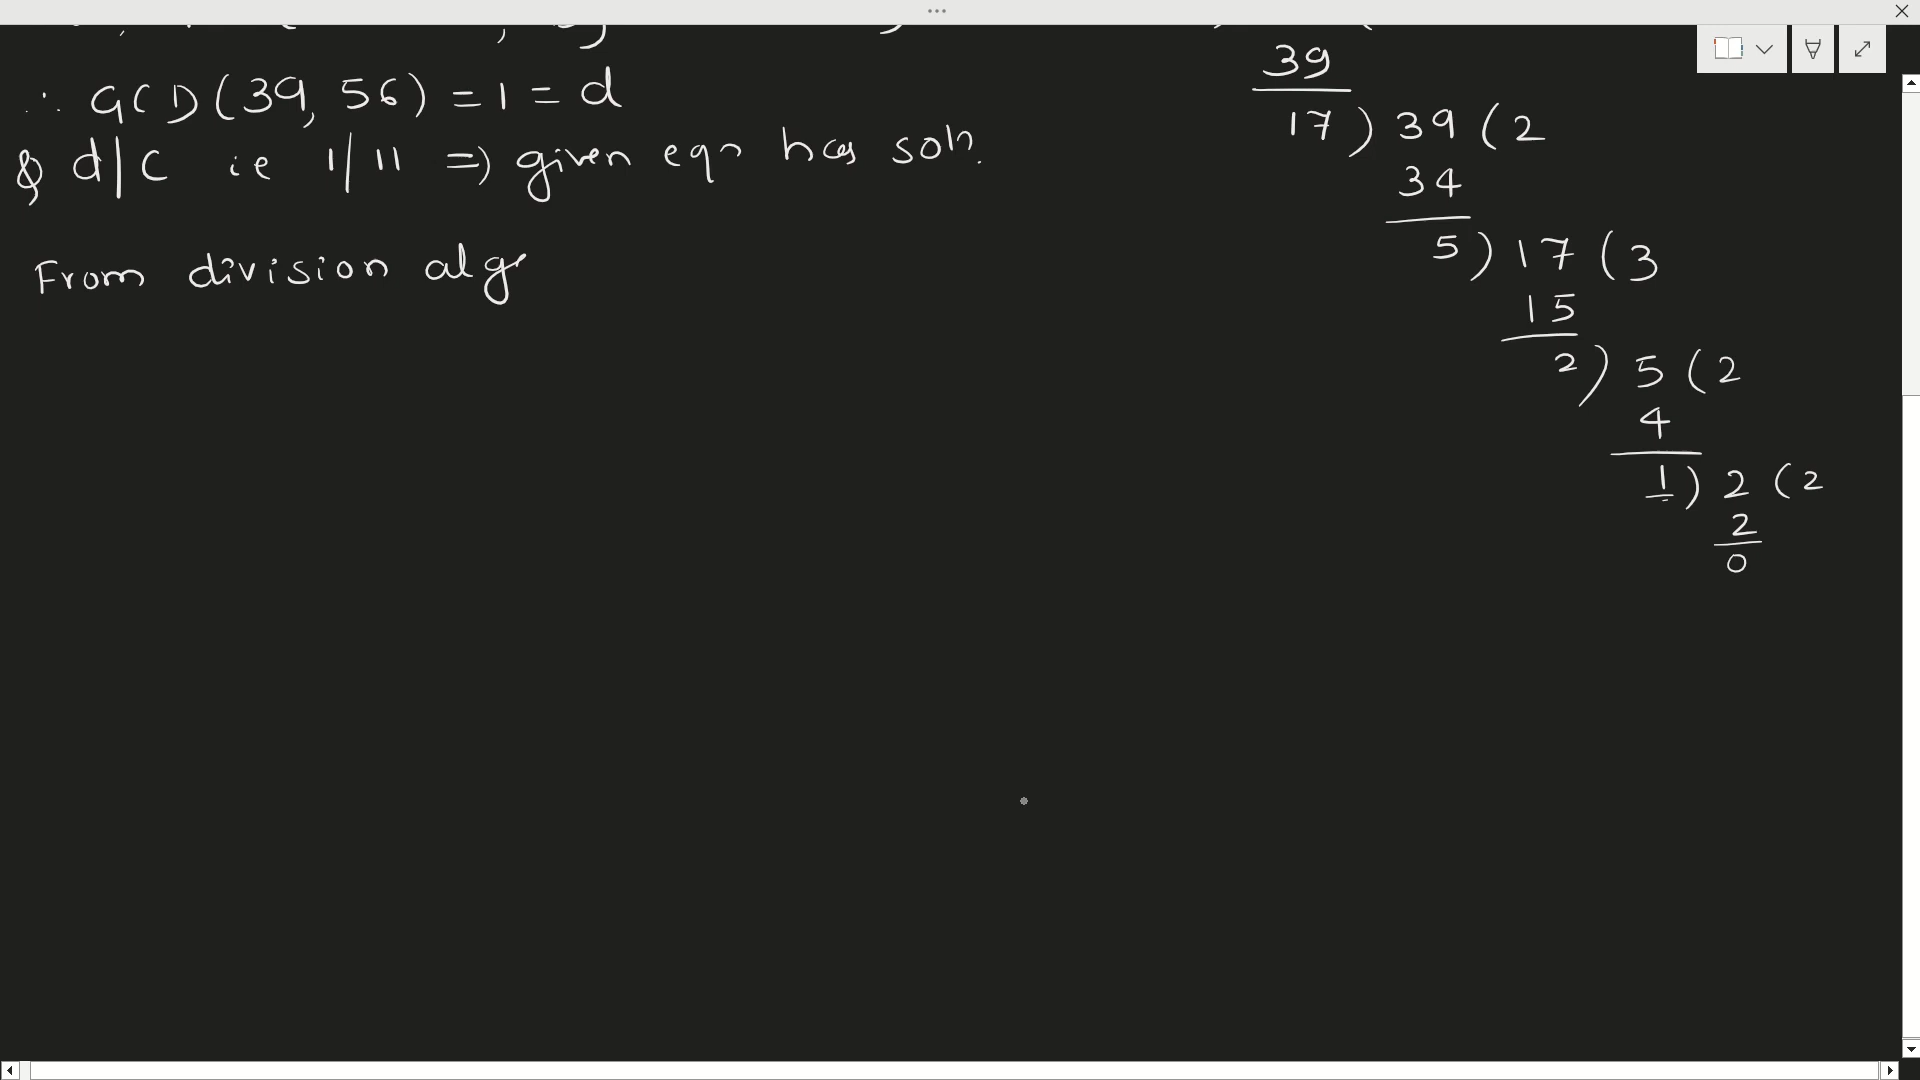 ∴ GCD(39, 56) = 1 = d
& d|c ie 1/11 => given eqn has soln.
From division alg
39
17 ) 39 ( 2
34
5 ) 17 ( 3
15
2 ) 5 ( 2
4
1 ) 2 ( 2
2
0